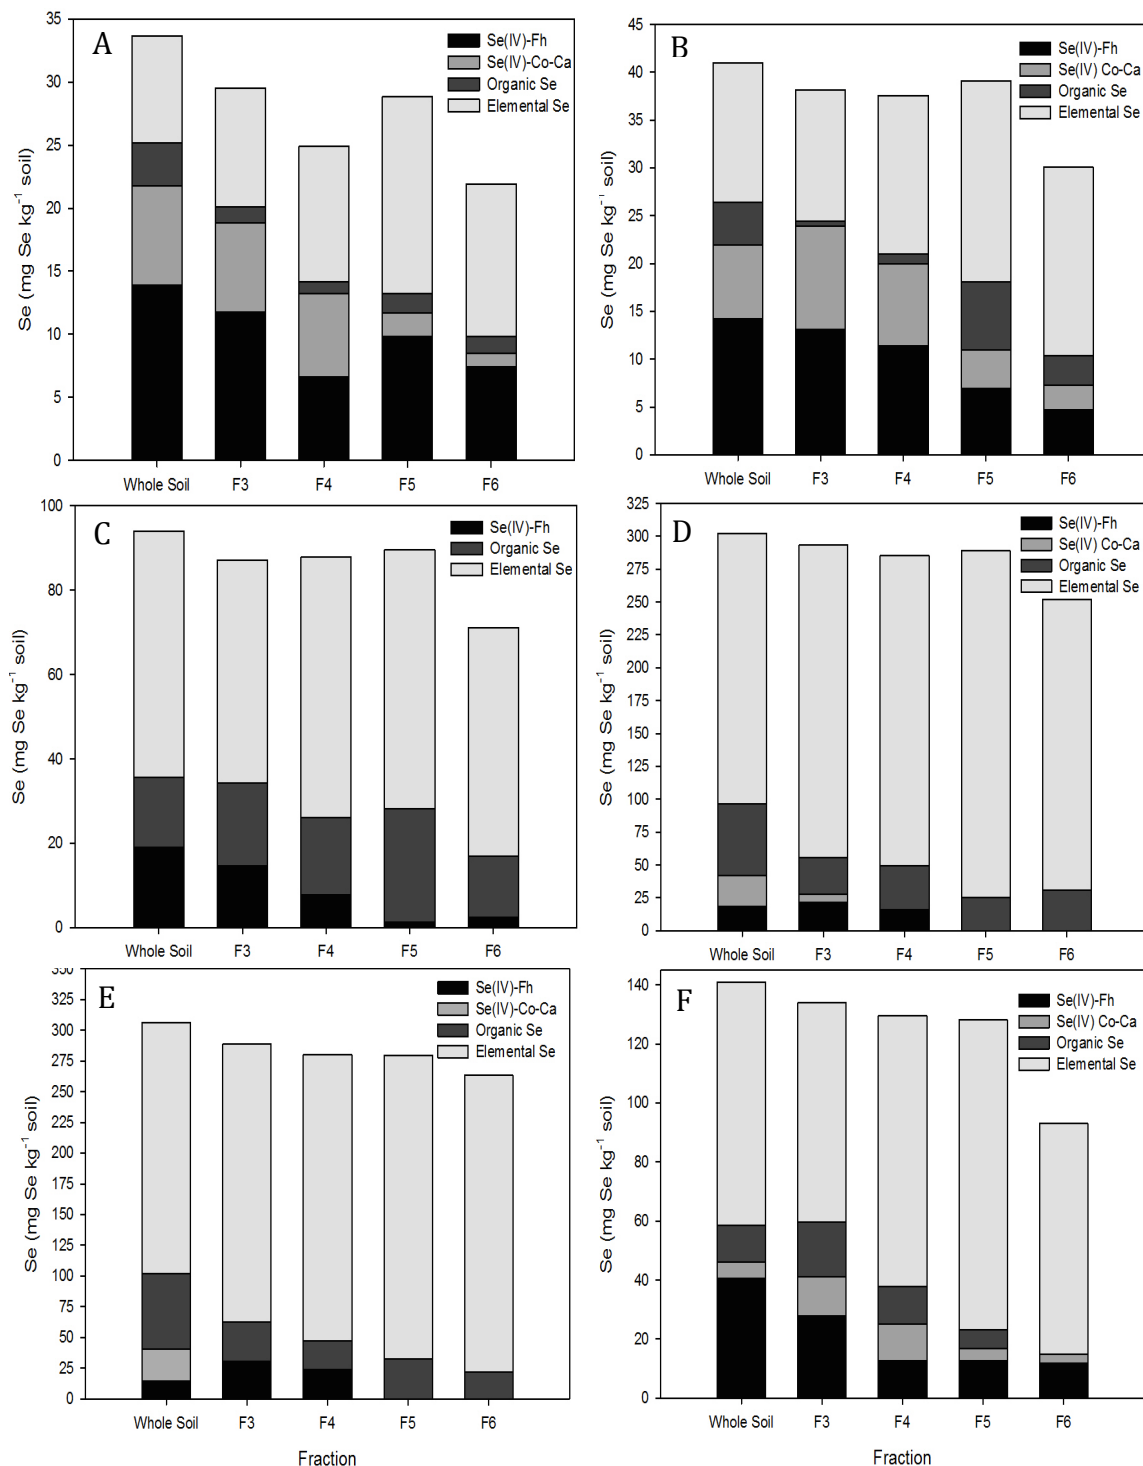 A
Se(IV)-Fh
Se(IV)-Co-Ca
Organic Se
Elemental Se
35
30
25
20
15
10
5
0
Se (mg Se kg⁻¹ soil)
Whole Soil F3 F4 F5 F6
B
Se(IV)-Fh
Se(IV) Co-Ca
Organic Se
Elemental Se
45
40
35
30
25
20
15
10
5
0
Se (mg Se kg⁻¹ soil)
Whole Soil F3 F4 F5 F6
C
Se(IV)-Fh
Organic Se
Elemental Se
100
80
60
40
20
0
Se (mg Se kg⁻¹ soil)
Whole Soil F3 F4 F5 F6
D
Se(IV)-Fh
Se(IV) Co-Ca
Organic Se
Elemental Se
325
300
275
250
225
200
175
150
125
100
75
50
25
0
Se (mg Se kg⁻¹ soil)
Whole Soil F3 F4 F5 F6
E
Se(IV)-Fh
Se(IV)-Co-Ca
Organic Se
Elemental Se
350
325
300
275
250
225
200
175
150
125
100
75
50
25
0
Se (mg Se kg⁻¹ soil)
Whole Soil F3 F4 F5 F6
Fraction
F
Se(IV)-Fh
Se(IV) Co-Ca
Organic Se
Elemental Se
140
120
100
80
60
40
20
0
Se (mg Se kg⁻¹ soil)
Whole Soil F3 F4 F5 F6
Fraction